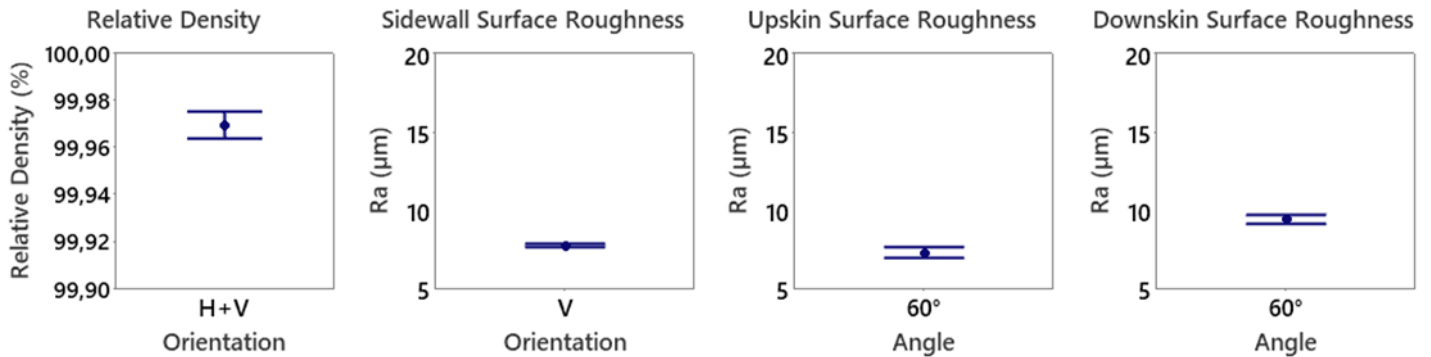 Relative Density
Relative Density (%)
100,00
99,98
99,96
99,94
99,92
99,90
H+V
Orientation
Sidewall Surface Roughness
Ra (µm)
20
15
10
5
V
Orientation
Upskin Surface Roughness
Ra (µm)
20
15
10
5
60°
Angle
Downskin Surface Roughness
Ra (µm)
20
15
10
5
60°
Angle